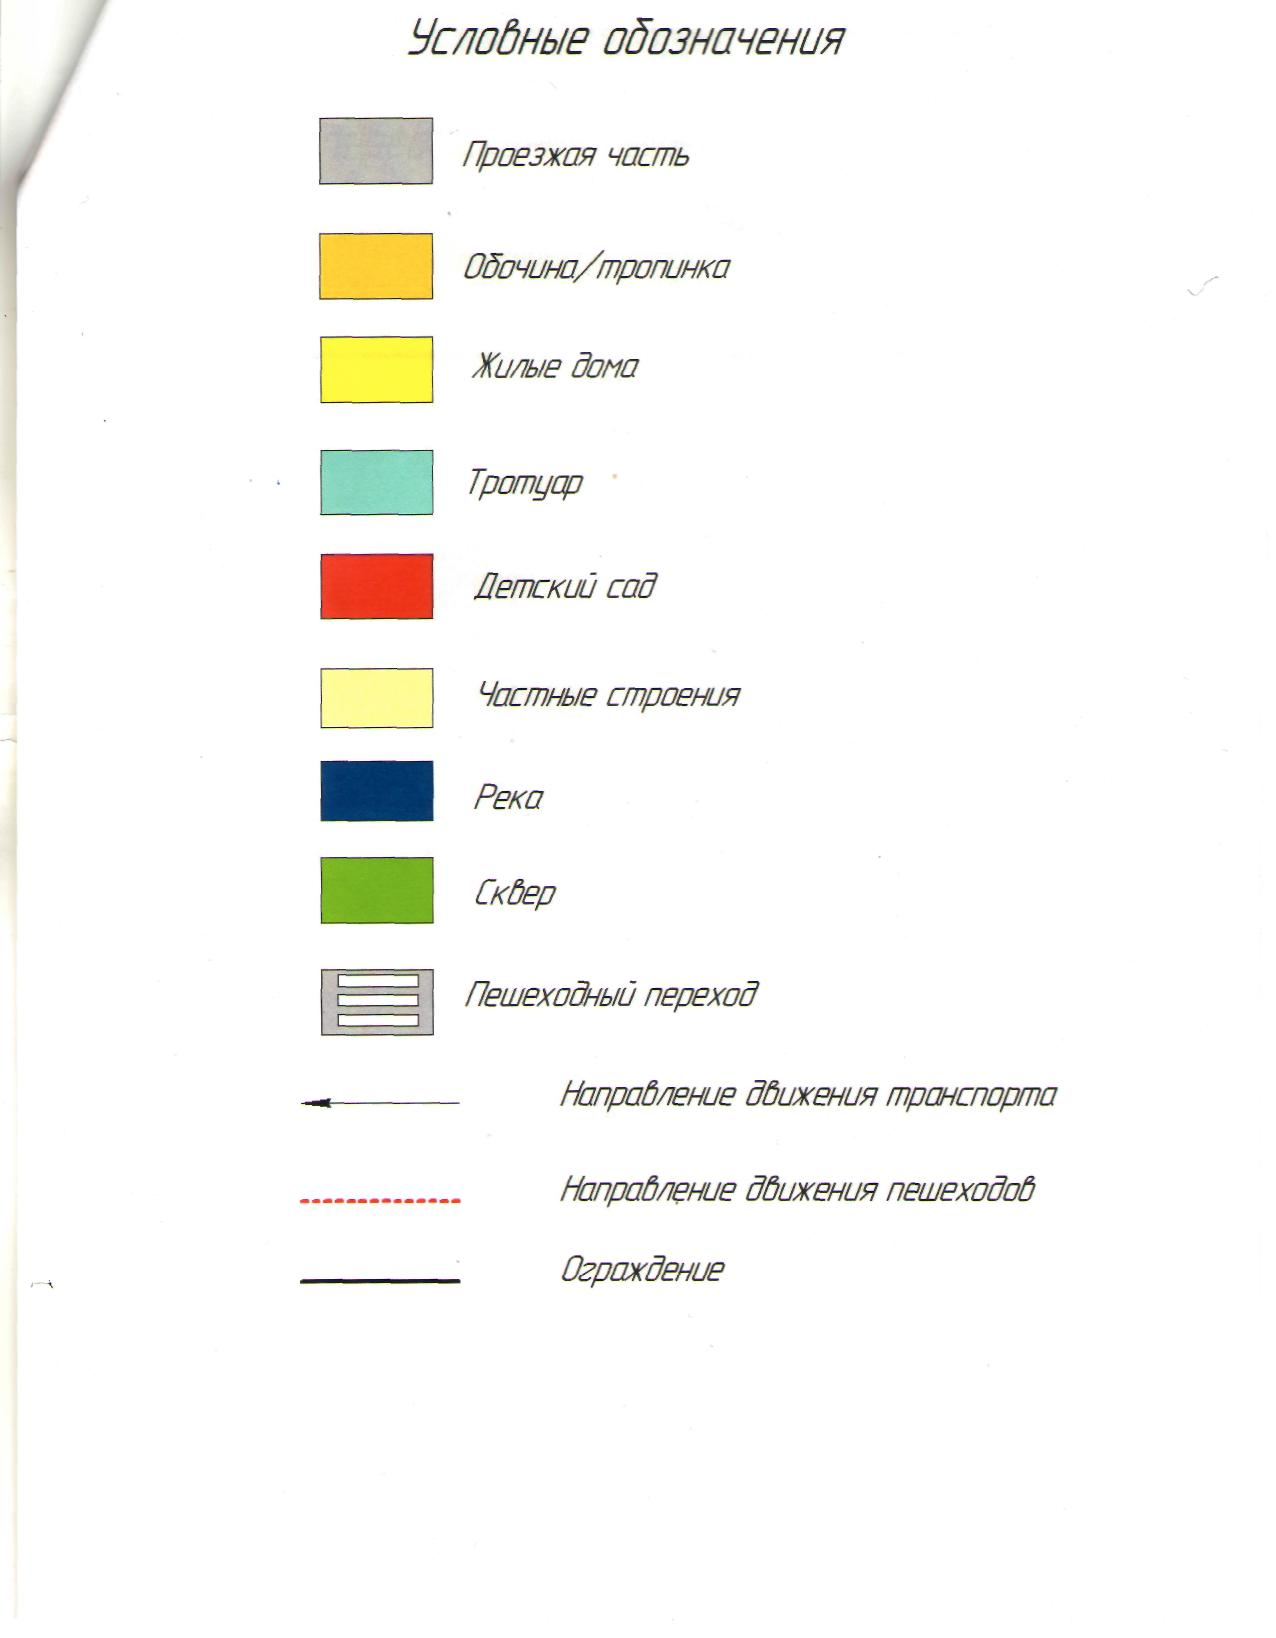 Условные обозначения
Проезжая часть
Обочина/тропинка
Жилые дома
Тротуар
Детский сад
Частные строения
Река
Сквер
Пешеходный переход
Направление движения транспорта
Направление движения пешеходов
Ограждение